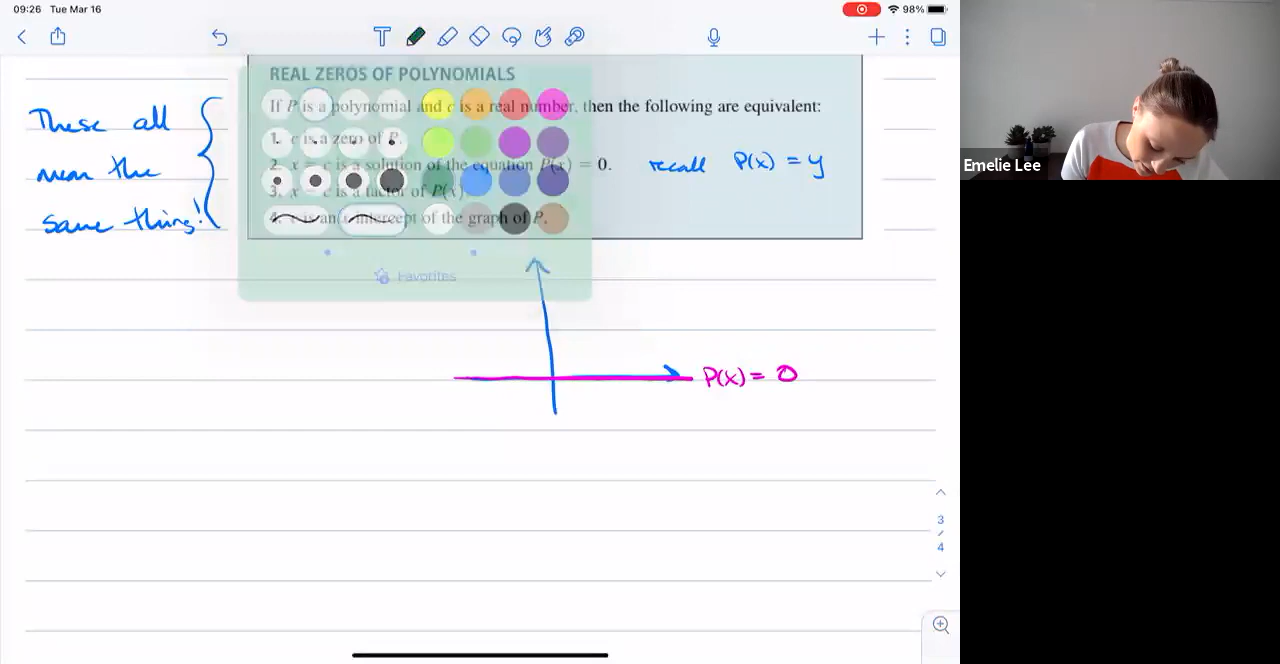 09:26 Tue Mar 16
98%
REAL ZEROS OF POLYNOMIALS
If P is a polynomial and c is a real number, then the following are equivalent:
1. c is a zero of P.
2. x = c is a solution of the equation P(x) = 0.
3. x − c is a factor of P(x).
4. c is an x-intercept of the graph of P.
These all
mean the
same thing!
recall P(x) = y
Favorites
P(x) = 0
3
4
Emelie Lee